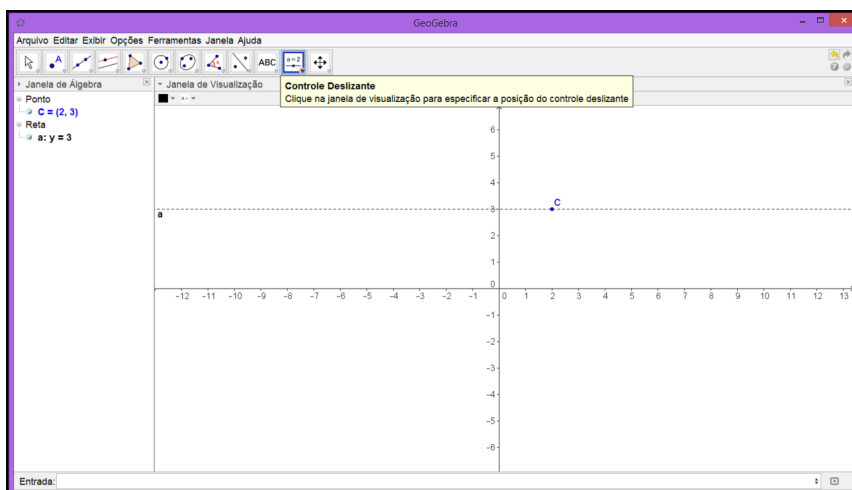 GeoGebra
Arquivo Editar Exibir Opções Ferramentas Janela Ajuda
A ABC a=2
Janela de Álgebra
Janela de Visualização
Controle Deslizante
Clique na janela de visualização para especificar a posição do controle deslizante
Ponto
C = (2, 3)
Reta
a: y = 3
6
5
4
C
3
a
2
1
0
-12 -11 -10 -9 -8 -7 -6 -5 -4 -3 -2 -1 0 1 2 3 4 5 6 7 8 9 10 11 12 13
-1
-2
-3
-4
-5
-6
Entrada: